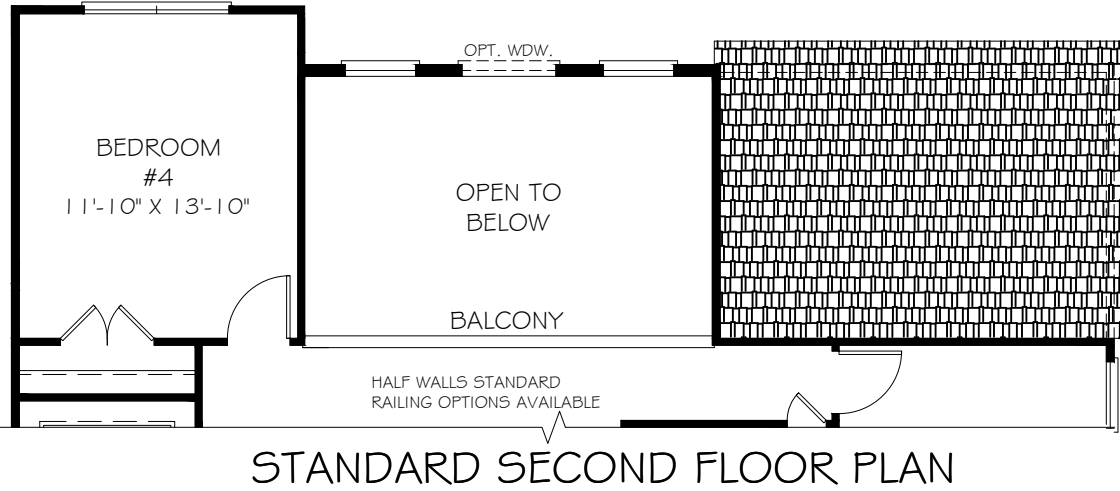 OPT. WDW.
BEDROOM
#4
11'-10" X 13'-10"
OPEN TO
BELOW
BALCONY
HALF WALLS STANDARD
RAILING OPTIONS AVAILABLE
STANDARD SECOND FLOOR PLAN